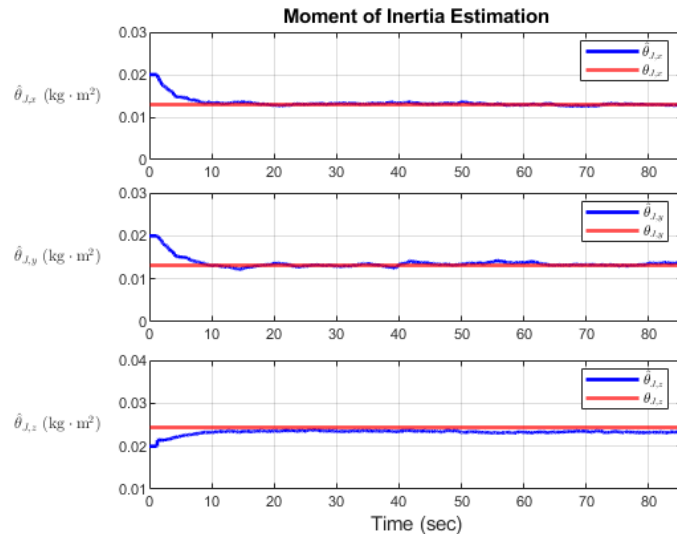 Moment of Inertia Estimation
0.03
0.02
0.01
0
θ̂_{J,x} (kg · m²)
θ̂_{J,x}
θ_{J,x}
0 10 20 30 40 50 60 70 80
0.03
0.02
0.01
0
θ̂_{J,y} (kg · m²)
θ̂_{J,y}
θ_{J,y}
0 10 20 30 40 50 60 70 80
0.04
0.03
0.02
0.01
θ̂_{J,z} (kg · m²)
θ̂_{J,z}
θ_{J,z}
0 10 20 30 40 50 60 70 80
Time (sec)